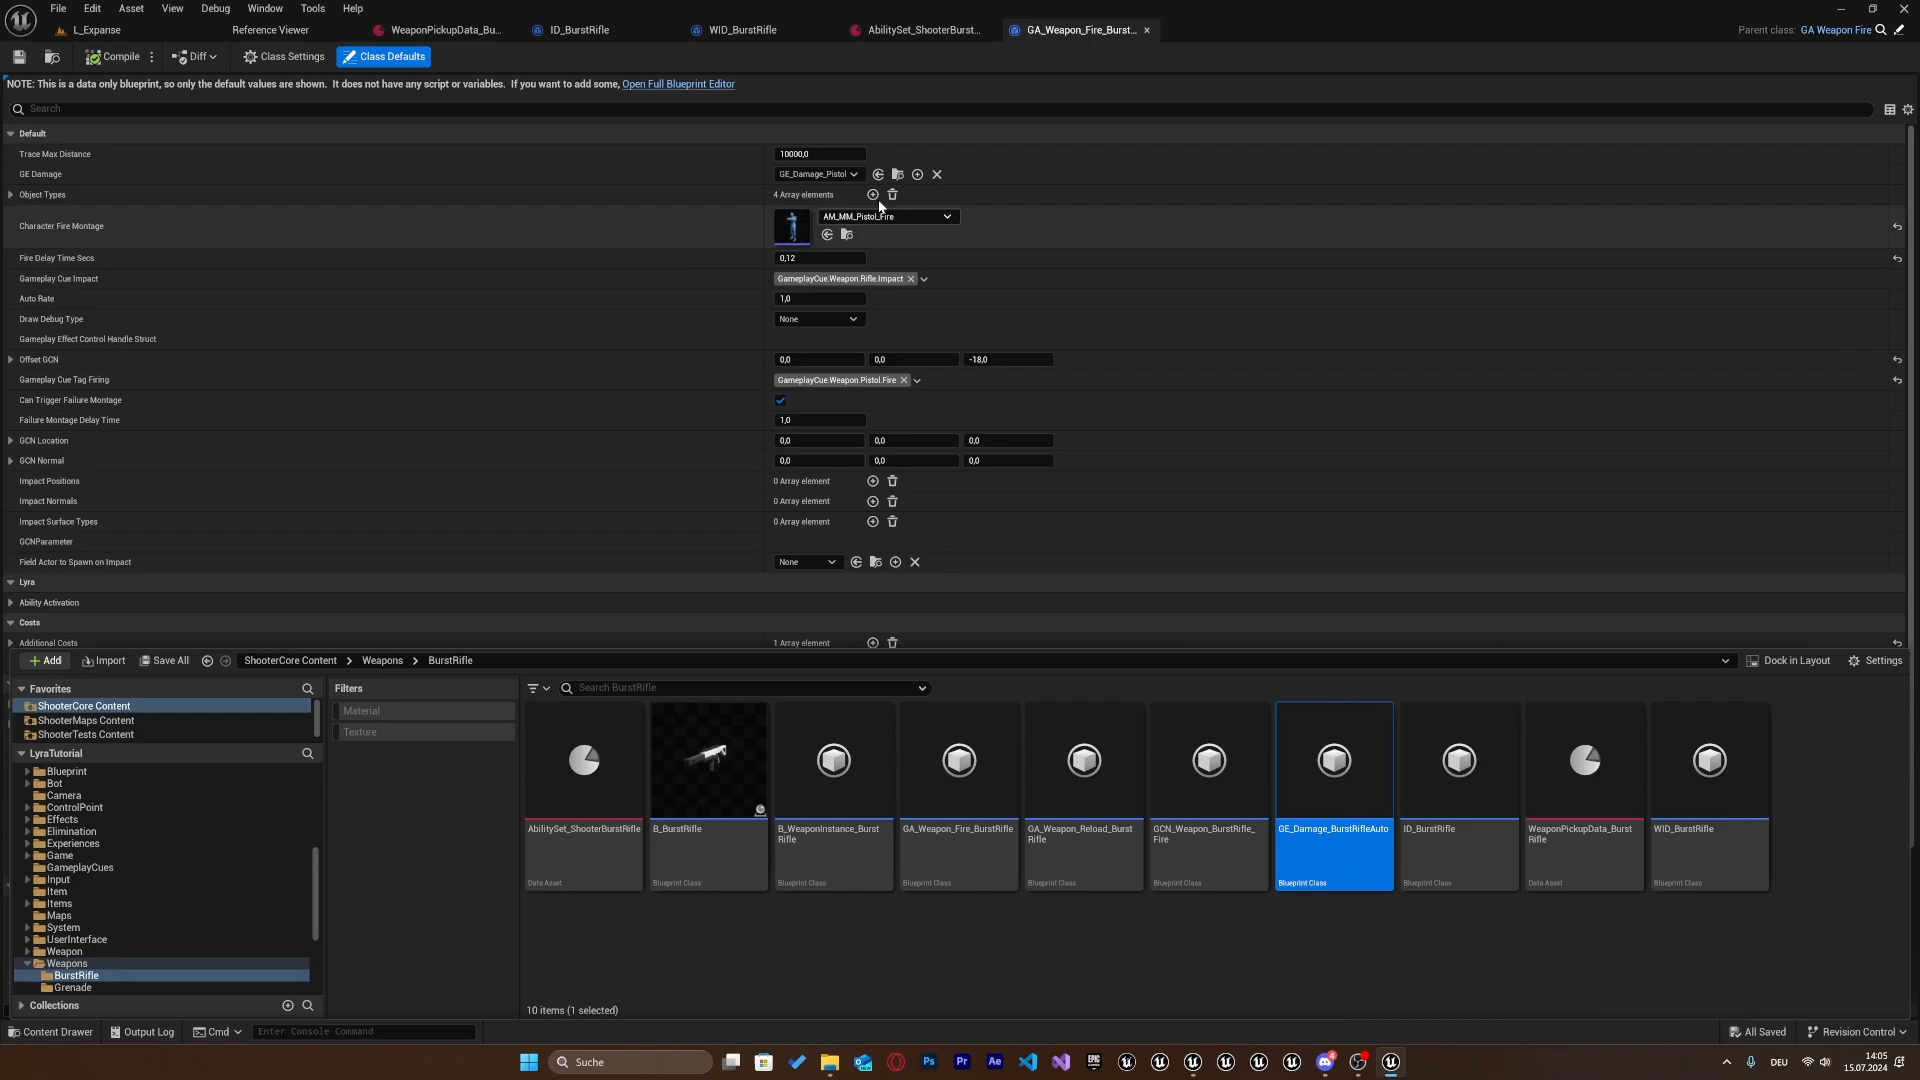 File Edit Asset View Debug Window Tools Help
L_Expanse Reference Viewer WeaponPickupData_Bu... ID_BurstRifle WID_BurstRifle AbilitySet_ShooterBurst... GA_Weapon_Fire_Burst... Parent class: GA Weapon Fire
Compile Diff Class Settings Class Defaults
NOTE: This is a data only blueprint, so only the default values are shown. It does not have any script or variables. If you want to add some, Open Full Blueprint Editor
Search
Default
Trace Max Distance 10000,0
GE Damage GE_Damage_Pistol
Object Types 4 Array elements
Character Fire Montage AM_MM_Pistol_Fire
Fire Delay Time Secs 0,12
Gameplay Cue Impact GameplayCue.Weapon.Rifle.Impact
Auto Rate 1,0
Draw Debug Type None
Gameplay Effect Control Handle Struct
Offset GCN 0,0 0,0 -18,0
Gameplay Cue Tag Firing GameplayCue.Weapon.Pistol.Fire
Can Trigger Failure Montage
Failure Montage Delay Time 1,0
GCN Location 0,0 0,0 0,0
GCN Normal 0,0 0,0 0,0
Impact Positions 0 Array element
Impact Normals 0 Array element
Impact Surface Types 0 Array element
GCNParameter
Field Actor to Spawn on Impact None
Lyra
Ability Activation
Costs
Additional Costs 1 Array element
Add Import Save All ShooterCore Content Weapons BurstRifle Dock in Layout Settings
Favorites
ShooterCore Content
ShooterMaps Content
ShooterTests Content
LyraTutorial
Blueprint
Bot
Camera
ControlPoint
Effects
Elimination
Experiences
Game
GameplayCues
Input
Item
Items
Maps
System
UserInterface
Weapon
Weapons
BurstRifle
Grenade
Collections
Filters
Material
Texture
Search BurstRifle
AbilitySet_ShooterBurstRifle
Data Asset
B_BurstRifle
Blueprint Class
B_WeaponInstance_Burst
Rifle
Blueprint Class
GA_Weapon_Fire_BurstRifle
Blueprint Class
GA_Weapon_Reload_Burst
Rifle
Blueprint Class
GCN_Weapon_BurstRifle_
Fire
Blueprint Class
GE_Damage_BurstRifleAuto
Blueprint Class
ID_BurstRifle
Blueprint Class
WeaponPickupData_Burst
Rifle
Data Asset
WID_BurstRifle
Blueprint Class
10 items (1 selected)
Content Drawer Output Log Cmd Enter Console Command All Saved Revision Control
Suche Ps Pr Ae 4 DEU 14:05
15.07.2024